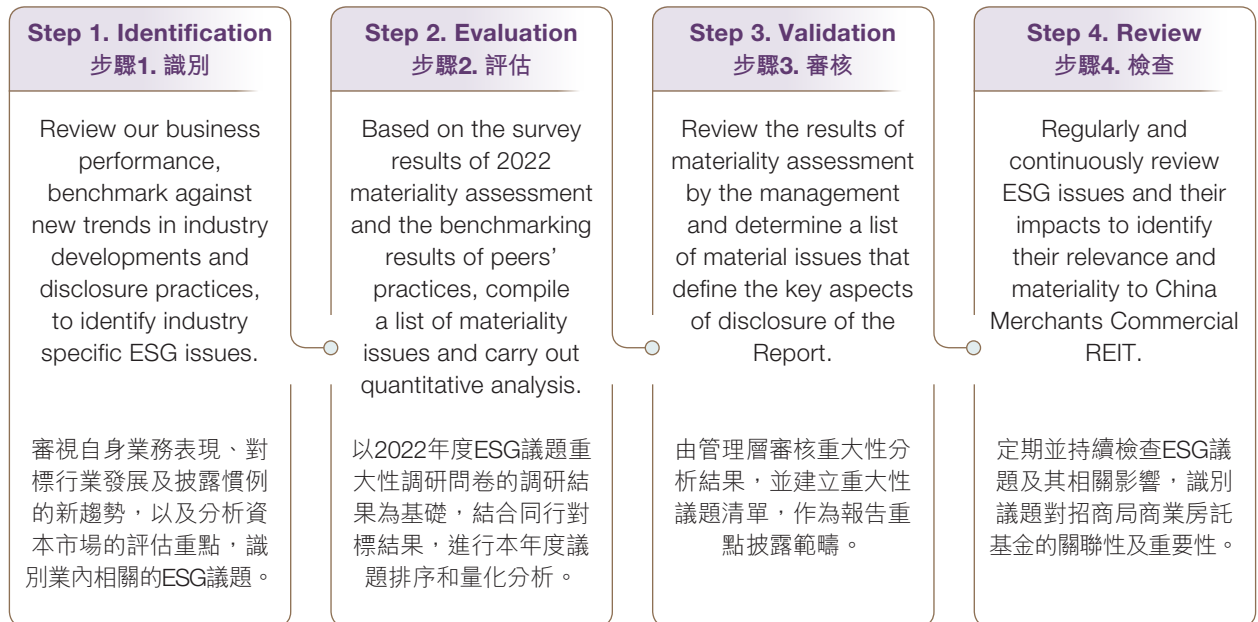 Step 1. Identification
步驟1. 識別
Review our business
performance,
benchmark against
new trends in industry
developments and
disclosure practices,
to identify industry
specific ESG issues.
審視自身業務表現、對
標行業發展及披露慣例
的新趨勢，以及分析資
本市場的評估重點，識
別業內相關的ESG議題。
Step 2. Evaluation
步驟2. 評估
Based on the survey
results of 2022
materiality assessment
and the benchmarking
results of peers’
practices, compile
a list of materiality
issues and carry out
quantitative analysis.
以2022年度ESG議題重
大性調研問卷的調研結
果為基礎，結合同行對
標結果，進行本年度議
題排序和量化分析。
Step 3. Validation
步驟3. 審核
Review the results of
materiality assessment
by the management
and determine a list
of material issues that
define the key aspects
of disclosure of the
Report.
由管理層審核重大性分
析結果，並建立重大性
議題清單，作為報告重
點披露範疇。
Step 4. Review
步驟4. 檢查
Regularly and
continuously review
ESG issues and their
impacts to identify
their relevance and
materiality to China
Merchants Commercial
REIT.
定期並持續檢查ESG議
題及其相關影響，識別
議題對招商局商業房託
基金的關聯性及重要性。